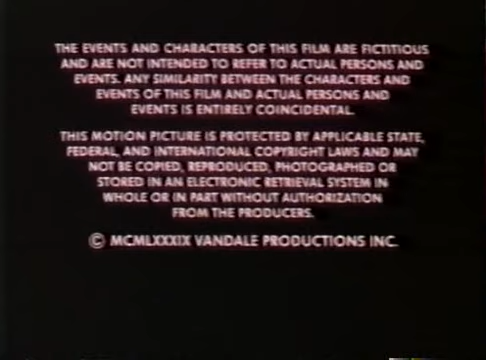 THE EVENTS AND CHARACTERS OF THIS FILM ARE FICTITIOUS
AND ARE NOT INTENDED TO REFER TO ACTUAL PERSONS AND
EVENTS. ANY SIMILARITY BETWEEN THE CHARACTERS AND
EVENTS OF THIS FILM AND ACTUAL PERSONS AND
EVENTS IS ENTIRELY COINCIDENTAL.
THIS MOTION PICTURE IS PROTECTED BY APPLICABLE STATE,
FEDERAL, AND INTERNATIONAL COPYRIGHT LAWS AND MAY
NOT BE COPIED, REPRODUCED, PHOTOGRAPHED OR
STORED IN AN ELECTRONIC RETRIEVAL SYSTEM IN
WHOLE OR IN PART WITHOUT AUTHORIZATION
FROM THE PRODUCERS.
© MCMLXXXIX VANDALE PRODUCTIONS INC.